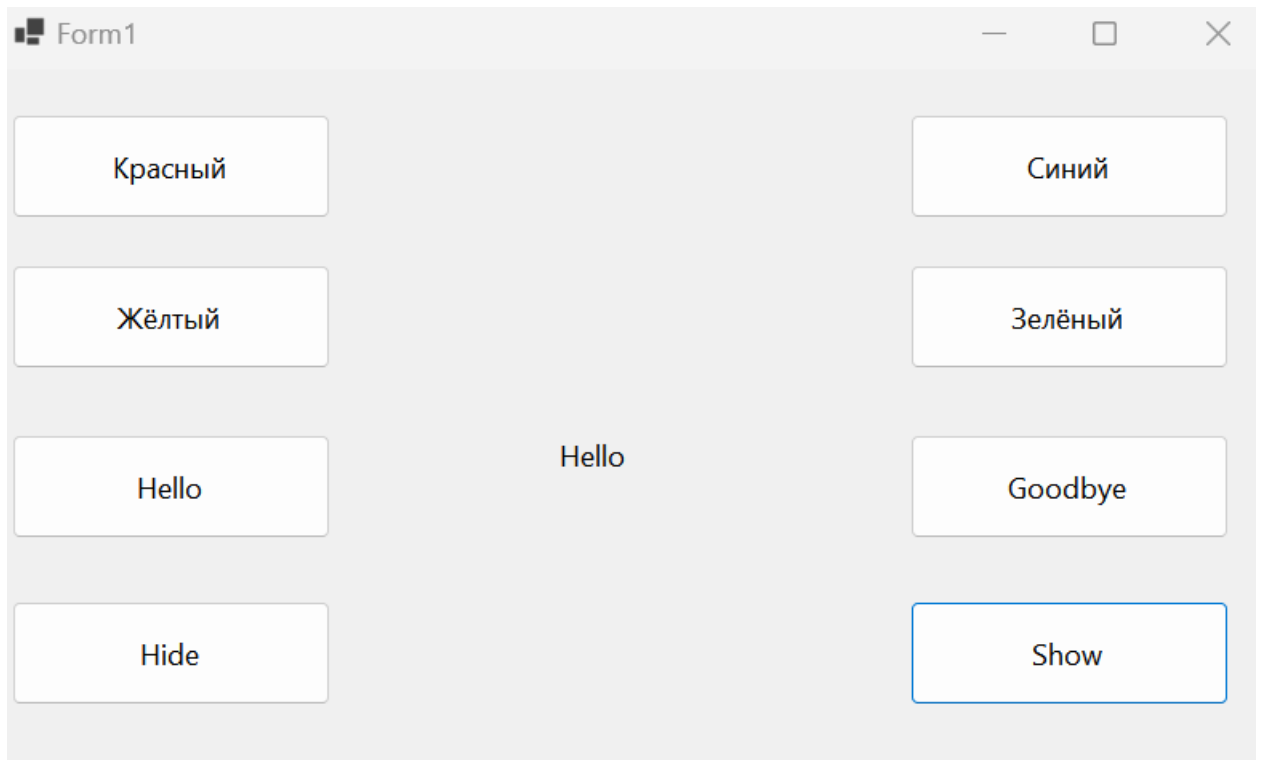 Form1
Красный
Синий
Жёлтый
Зелёный
Hello
Hello
Goodbye
Hide
Show